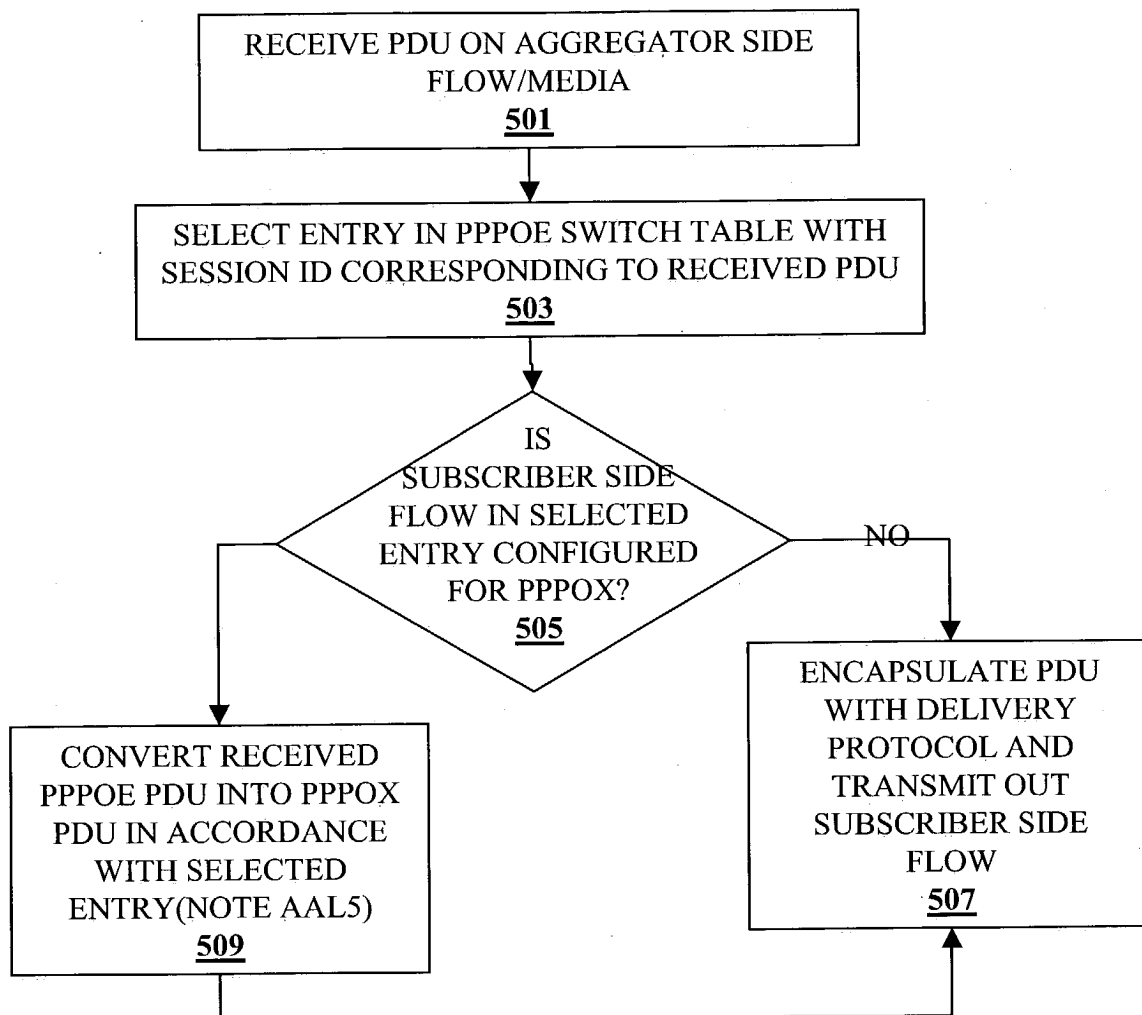 RECEIVE PDU ON AGGREGATOR SIDE
FLOW/MEDIA
501
SELECT ENTRY IN PPPOE SWITCH TABLE WITH
SESSION ID CORRESPONDING TO RECEIVED PDU
503
IS
SUBSCRIBER SIDE
FLOW IN SELECTED
ENTRY CONFIGURED
FOR PPPOX?
505
NO
ENCAPSULATE PDU
WITH DELIVERY
PROTOCOL AND
TRANSMIT OUT
SUBSCRIBER SIDE
FLOW
507
CONVERT RECEIVED
PPPOE PDU INTO PPPOX
PDU IN ACCORDANCE
WITH SELECTED
ENTRY(NOTE AAL5)
509